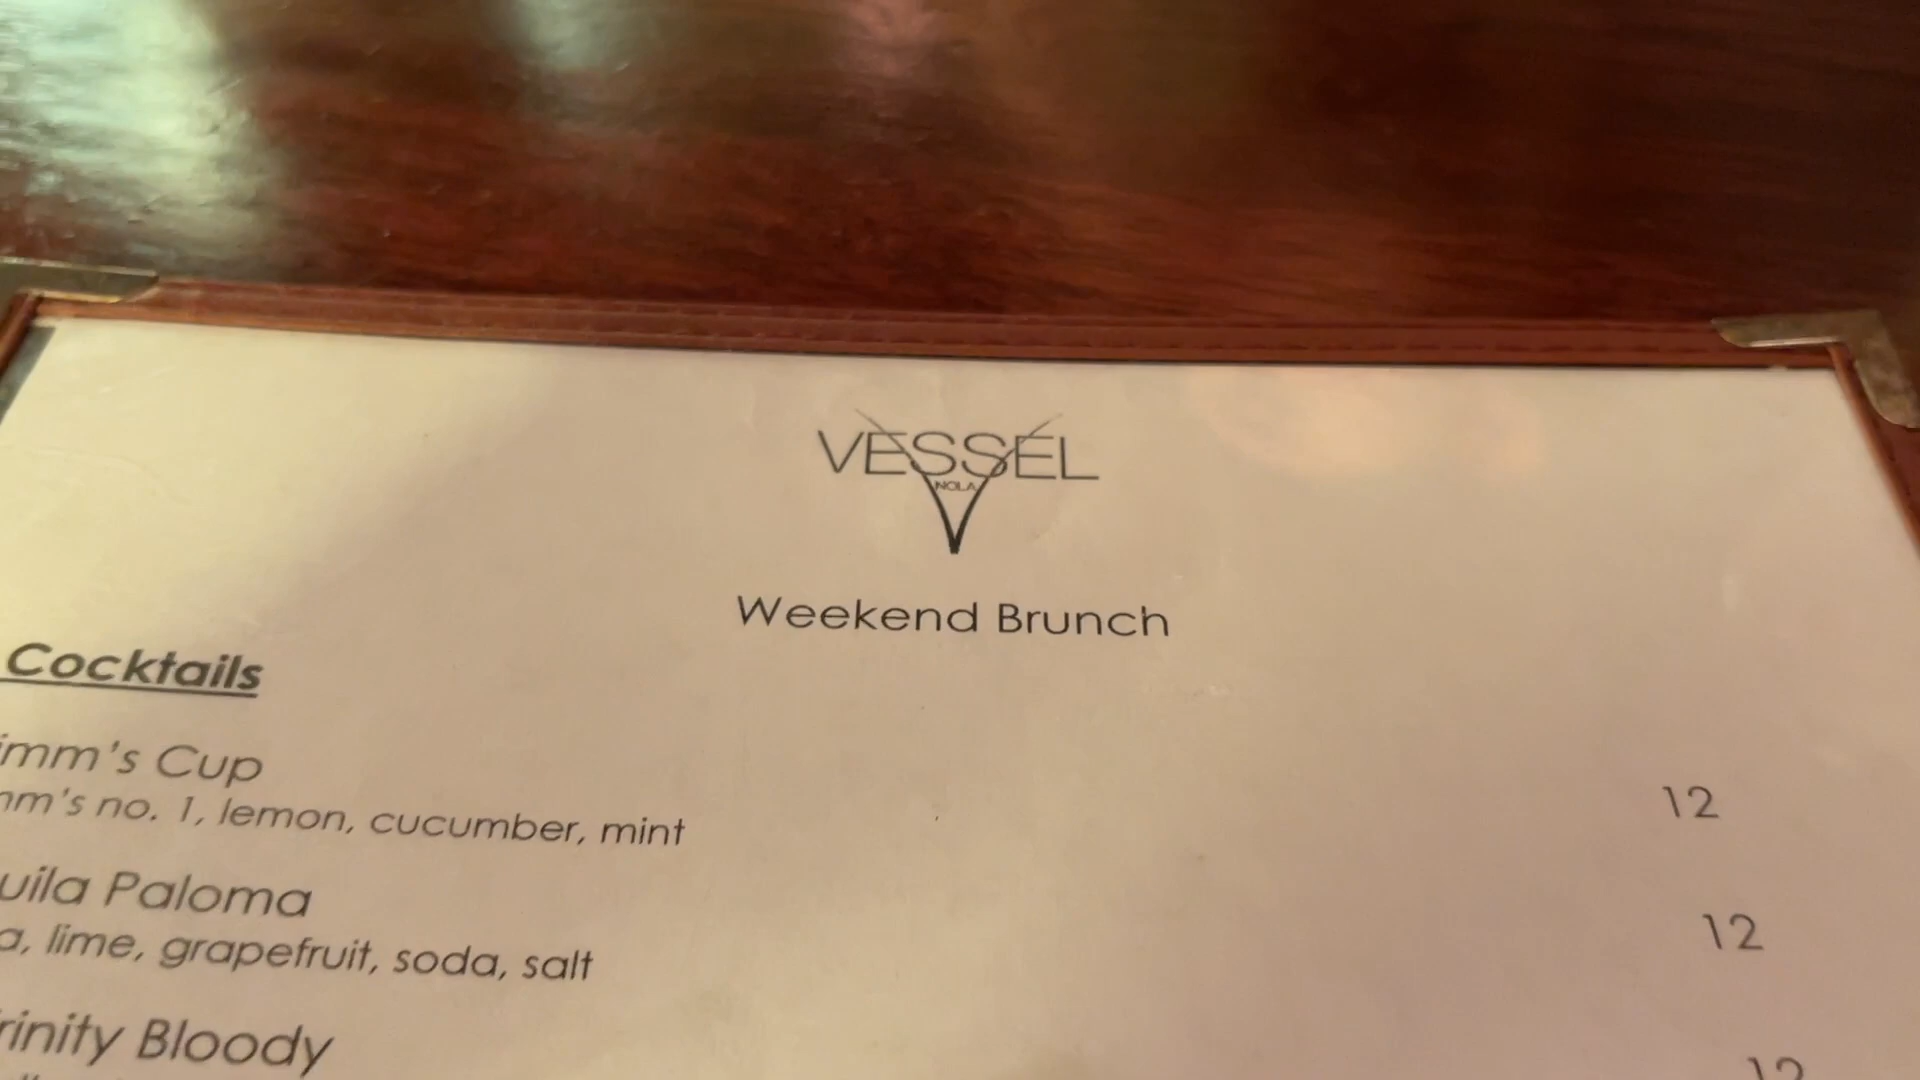 VESSEL
NOLA
Weekend Brunch
Cocktails
imm's Cup
12
mm's no. 1, lemon, cucumber, mint
uila Paloma
12
a, lime, grapefruit, soda, salt
rinity Bloody
12